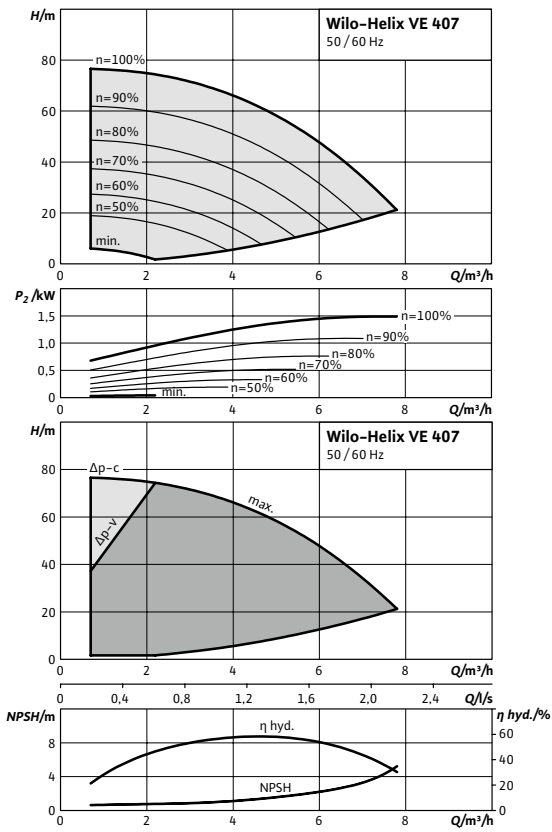 H/m
Wilo-Helix VE 407
50 / 60 Hz
80
n=100%
n=90%
60
n=80%
40
n=70%
n=60%
20
n=50%
min.
0
0 2 4 6 8 Q/m³/h
P₂ /kW
1,5
n=100%
n=90%
1,0
n=80%
n=70%
0,5
n=60%
n=50%
min.
0
0 2 4 6 8 Q/m³/h
H/m
Wilo-Helix VE 407
50 / 60 Hz
80
Δp-c
max.
60
Δp-v
40
20
0
0 2 4 6 8 Q/m³/h
0 0,4 0,8 1,2 1,6 2,0 2,4 Q/l/s
NPSH/m
η hyd./%
η hyd.
60
8
40
4
NPSH
20
0
0
0 2 4 6 8 Q/m³/h